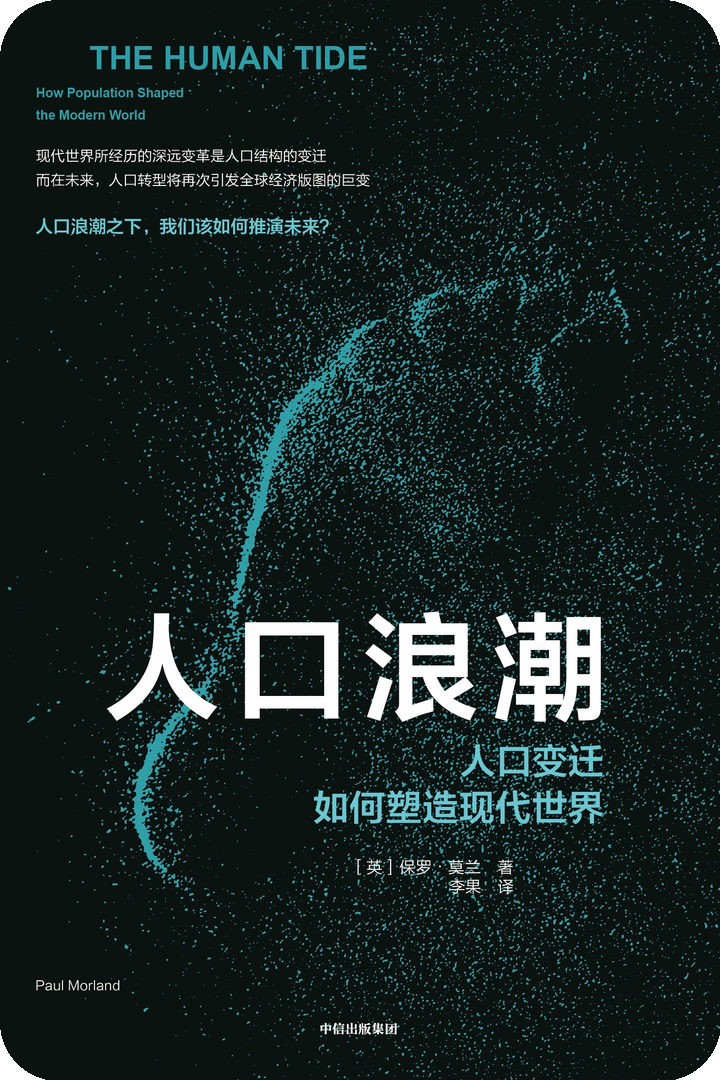 THE HUMAN TIDE
How Population Shaped
the Modern World
现代世界所经历的深远变革是人口结构的变迁
而在未来，人口转型将再次引发全球经济版图的巨变
人口浪潮之下，我们该如何推演未来？
人口浪潮
人口变迁
如何塑造现代世界
［英］保罗 莫兰 著
李果 译
Paul Morland
中信出版集团